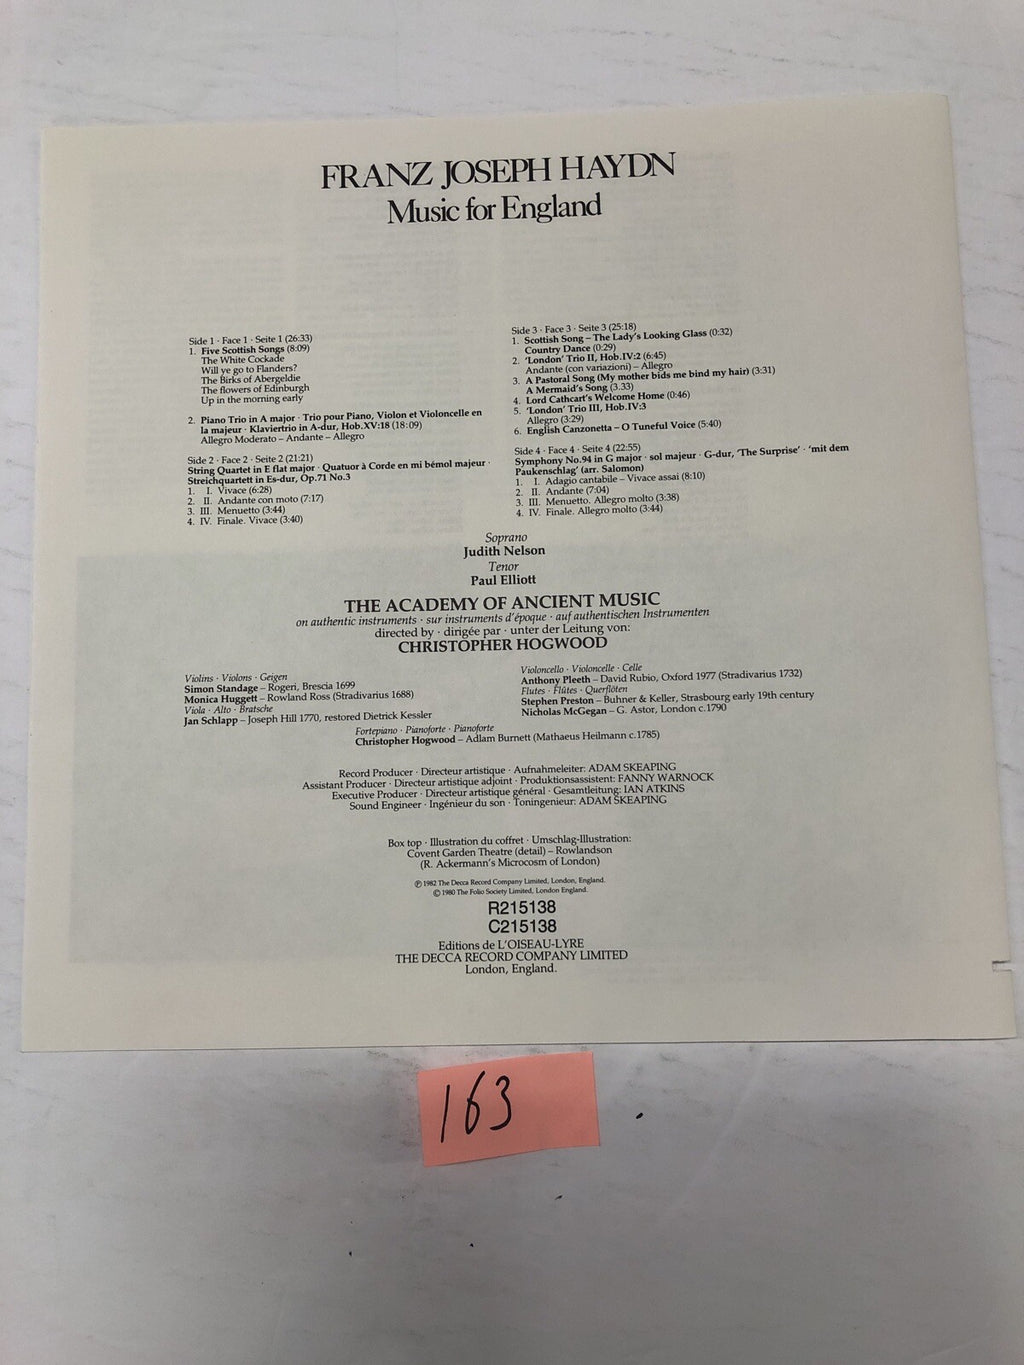 FRANZ JOSEPH HAYDN
Music for England
Side 1 · Face 1 · Seite 1 (26:33)
1. Five Scottish Songs (8:09)
The White Cockade
Will ye go to Flanders?
The Birks of Abergeldie
The flowers of Edinburgh
Up in the morning early
2. Piano Trio in A major · Trio pour Piano, Violon et Violoncelle en
la majeur · Klaviertrio in A-dur, Hob.XV:18 (18:09)
Allegro Moderato – Andante – Allegro
Side 2 · Face 2 · Seite 2 (21:21)
String Quartet in E flat major · Quatuor à Corde en mi bémol majeur ·
Streichquartett in Es-dur, Op.71 No.3
1. I. Vivace (6:28)
2. II. Andante con moto (7:17)
3. III. Menuetto (3:44)
4. IV. Finale. Vivace (3:40)
Side 3 · Face 3 · Seite 3 (25:18)
1. Scottish Song – The Lady's Looking Glass (0:32)
Country Dance (0:29)
2. 'London' Trio II, Hob.IV:2 (6:45)
Andante (con variazioni) – Allegro
3. A Pastoral Song (My mother bids me bind my hair) (3:31)
A Mermaid's Song (3.33)
4. Lord Cathcart's Welcome Home (0:46)
5. 'London' Trio III, Hob.IV:3
Allegro (3:29)
6. English Canzonetta – O Tuneful Voice (5:40)
Side 4 · Face 4 · Seite 4 (22:55)
Symphony No.94 in G major · sol majeur · G-dur, 'The Surprise' · 'mit dem
Paukenschlag' (arr. Salomon)
1. I. Adagio cantabile – Vivace assai (8:10)
2. II. Andante (7:04)
3. III. Menuetto. Allegro molto (3:38)
4. IV. Finale. Allegro molto (3:44)
Soprano
Judith Nelson
Tenor
Paul Elliott
THE ACADEMY OF ANCIENT MUSIC
on authentic instruments · sur instruments d'époque · auf authentischen Instrumenten
directed by · dirigée par · unter der Leitung von:
CHRISTOPHER HOGWOOD
Violins · Violons · Geigen
Simon Standage – Rogeri, Brescia 1699
Monica Huggett – Rowland Ross (Stradivarius 1688)
Viola · Alto · Bratsche
Jan Schlapp – Joseph Hill 1770, restored Dietrick Kessler
Violoncello · Violoncelle · Celle
Anthony Pleeth – David Rubio, Oxford 1977 (Stradivarius 1732)
Flutes · Flûtes · Querflöten
Stephen Preston – Buhner & Keller, Strasbourg early 19th century
Nicholas McGegan – G. Astor, London c.1790
Fortepiano · Pianoforte · Pianoforte
Christopher Hogwood – Adlam Burnett (Mathaeus Heilmann c.1785)
Record Producer · Directeur artistique · Aufnahmeleiter: ADAM SKEAPING
Assistant Producer · Directeur artistique adjoint · Produktionsassistent: FANNY WARNOCK
Executive Producer · Directeur artistique général · Gesamtleitung: IAN ATKINS
Sound Engineer · Ingénieur du son · Toningenieur: ADAM SKEAPING
Box top · Illustration du coffret · Umschlag-Illustration:
Covent Garden Theatre (detail) – Rowlandson
(R. Ackermann's Microcosm of London)
℗ 1982 The Decca Record Company Limited, London, England.
© 1980 The Folio Society Limited, London England.
R215138
C215138
Editions de L'OISEAU-LYRE
THE DECCA RECORD COMPANY LIMITED
London, England.
163